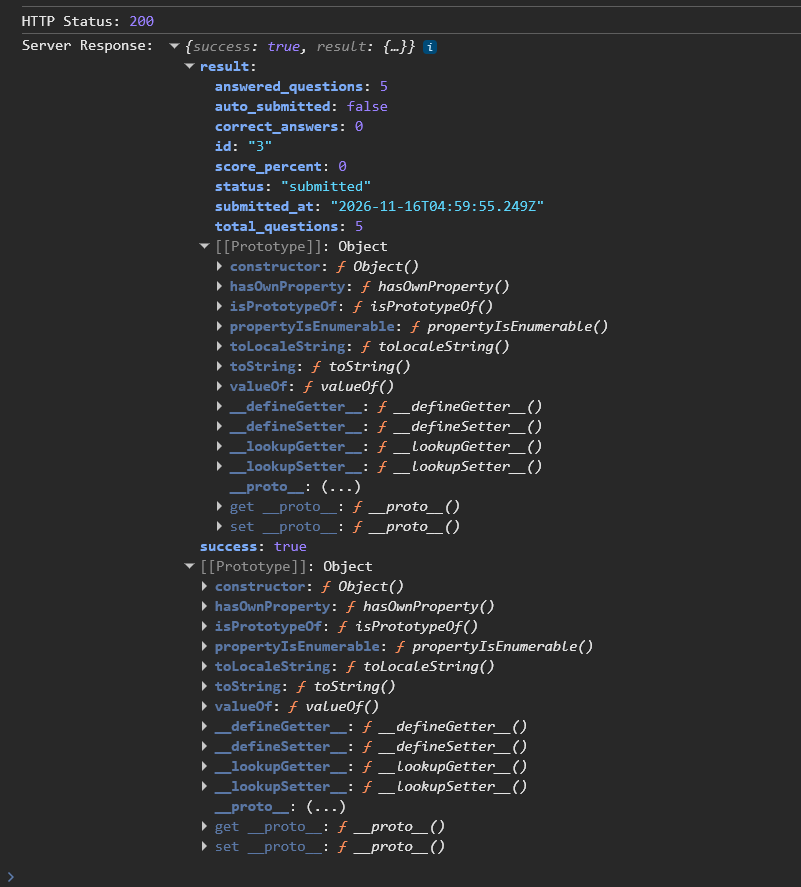 HTTP Status: 200
Server Response: ▼{success: true, result: {…}} i
▼result:
answered_questions: 5
auto_submitted: false
correct_answers: 0
id: "3"
score_percent: 0
status: "submitted"
submitted_at: "2026-11-16T04:59:55.249Z"
total_questions: 5
▼[[Prototype]]: Object
▶constructor: ƒ Object()
▶hasOwnProperty: ƒ hasOwnProperty()
▶isPrototypeOf: ƒ isPrototypeOf()
▶propertyIsEnumerable: ƒ propertyIsEnumerable()
▶toLocaleString: ƒ toLocaleString()
▶toString: ƒ toString()
▶valueOf: ƒ valueOf()
▶__defineGetter__: ƒ __defineGetter__()
▶__defineSetter__: ƒ __defineSetter__()
▶__lookupGetter__: ƒ __lookupGetter__()
▶__lookupSetter__: ƒ __lookupSetter__()
__proto__: (...)
▶get __proto__: ƒ __proto__()
▶set __proto__: ƒ __proto__()
success: true
▼[[Prototype]]: Object
▶constructor: ƒ Object()
▶hasOwnProperty: ƒ hasOwnProperty()
▶isPrototypeOf: ƒ isPrototypeOf()
▶propertyIsEnumerable: ƒ propertyIsEnumerable()
▶toLocaleString: ƒ toLocaleString()
▶toString: ƒ toString()
▶valueOf: ƒ valueOf()
▶__defineGetter__: ƒ __defineGetter__()
▶__defineSetter__: ƒ __defineSetter__()
▶__lookupGetter__: ƒ __lookupGetter__()
▶__lookupSetter__: ƒ __lookupSetter__()
__proto__: (...)
▶get __proto__: ƒ __proto__()
▶set __proto__: ƒ __proto__()
>